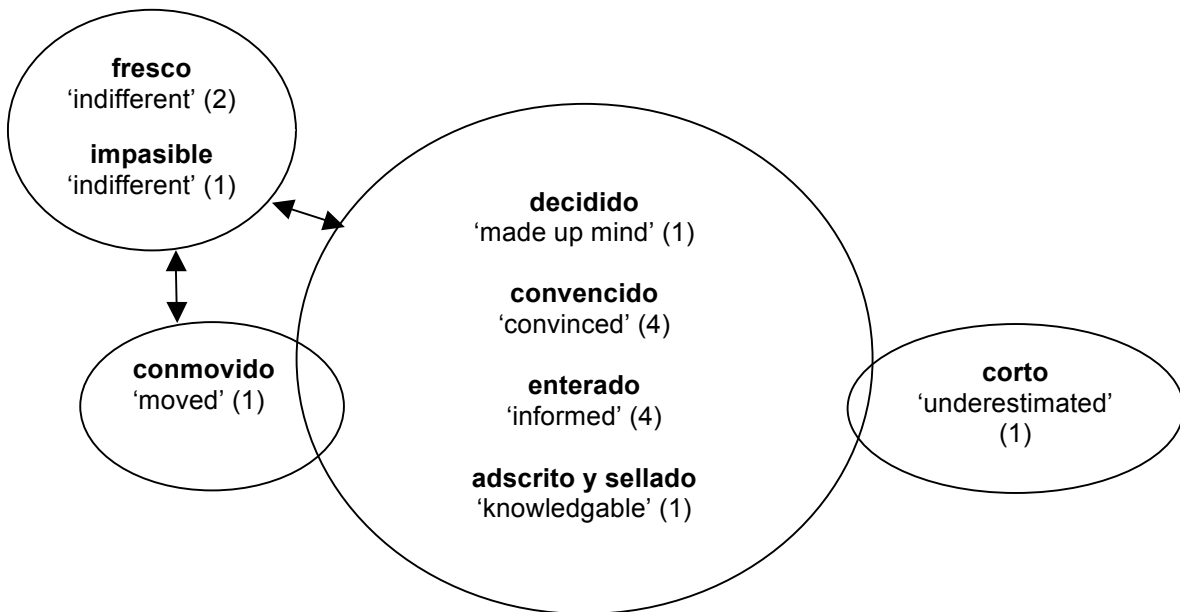 fresco
‘indifferent’ (2)
impasible
‘indifferent’ (1)
decidido
‘made up mind’ (1)
convencido
‘convinced’ (4)
enterado
‘informed’ (4)
adscrito y sellado
‘knowledgable’ (1)
conmovido
‘moved’ (1)
corto
‘underestimated’
(1)